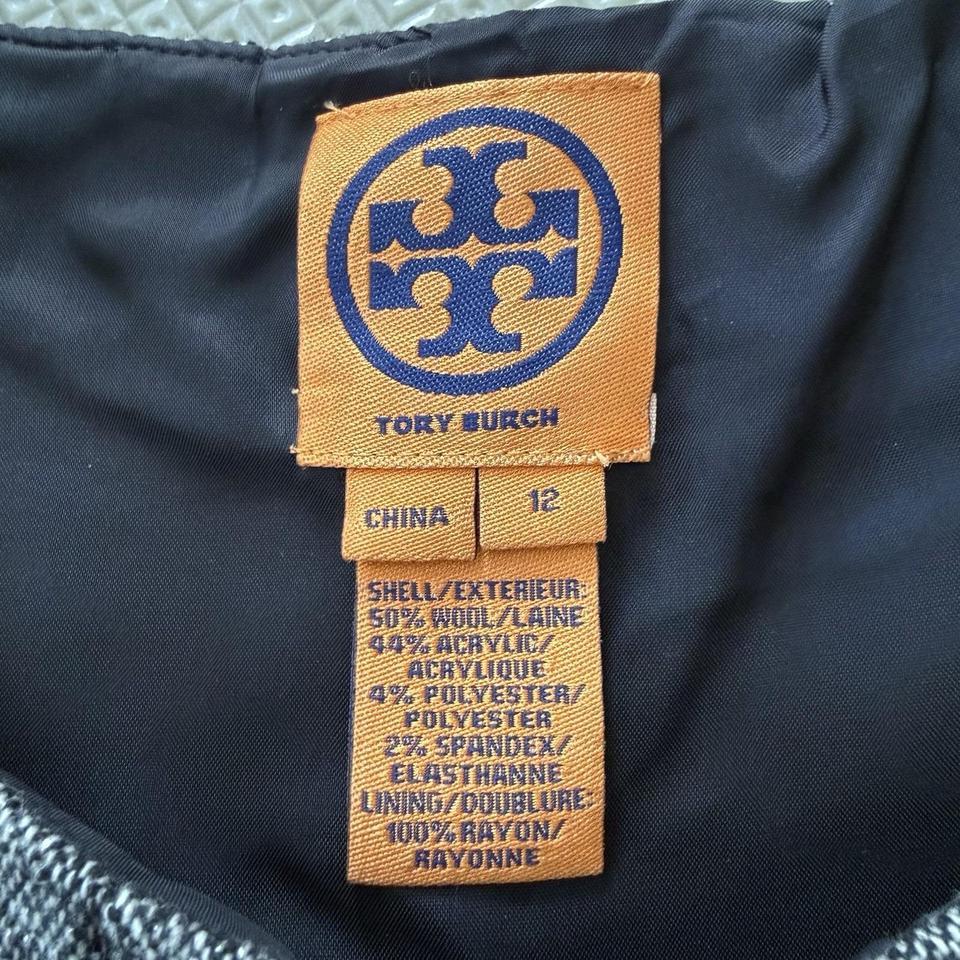 TORY BURCH
CHINA
12
SHELL/EXTERIEUR:
50% WOOL/LAINE
44% ACRYLIC/
ACRYLIQUE
4% POLYESTER/
POLYESTER
2% SPANDEX/
ELASTHANNE
LINING/DOUBLURE:
100% RAYON/
RAYONNE